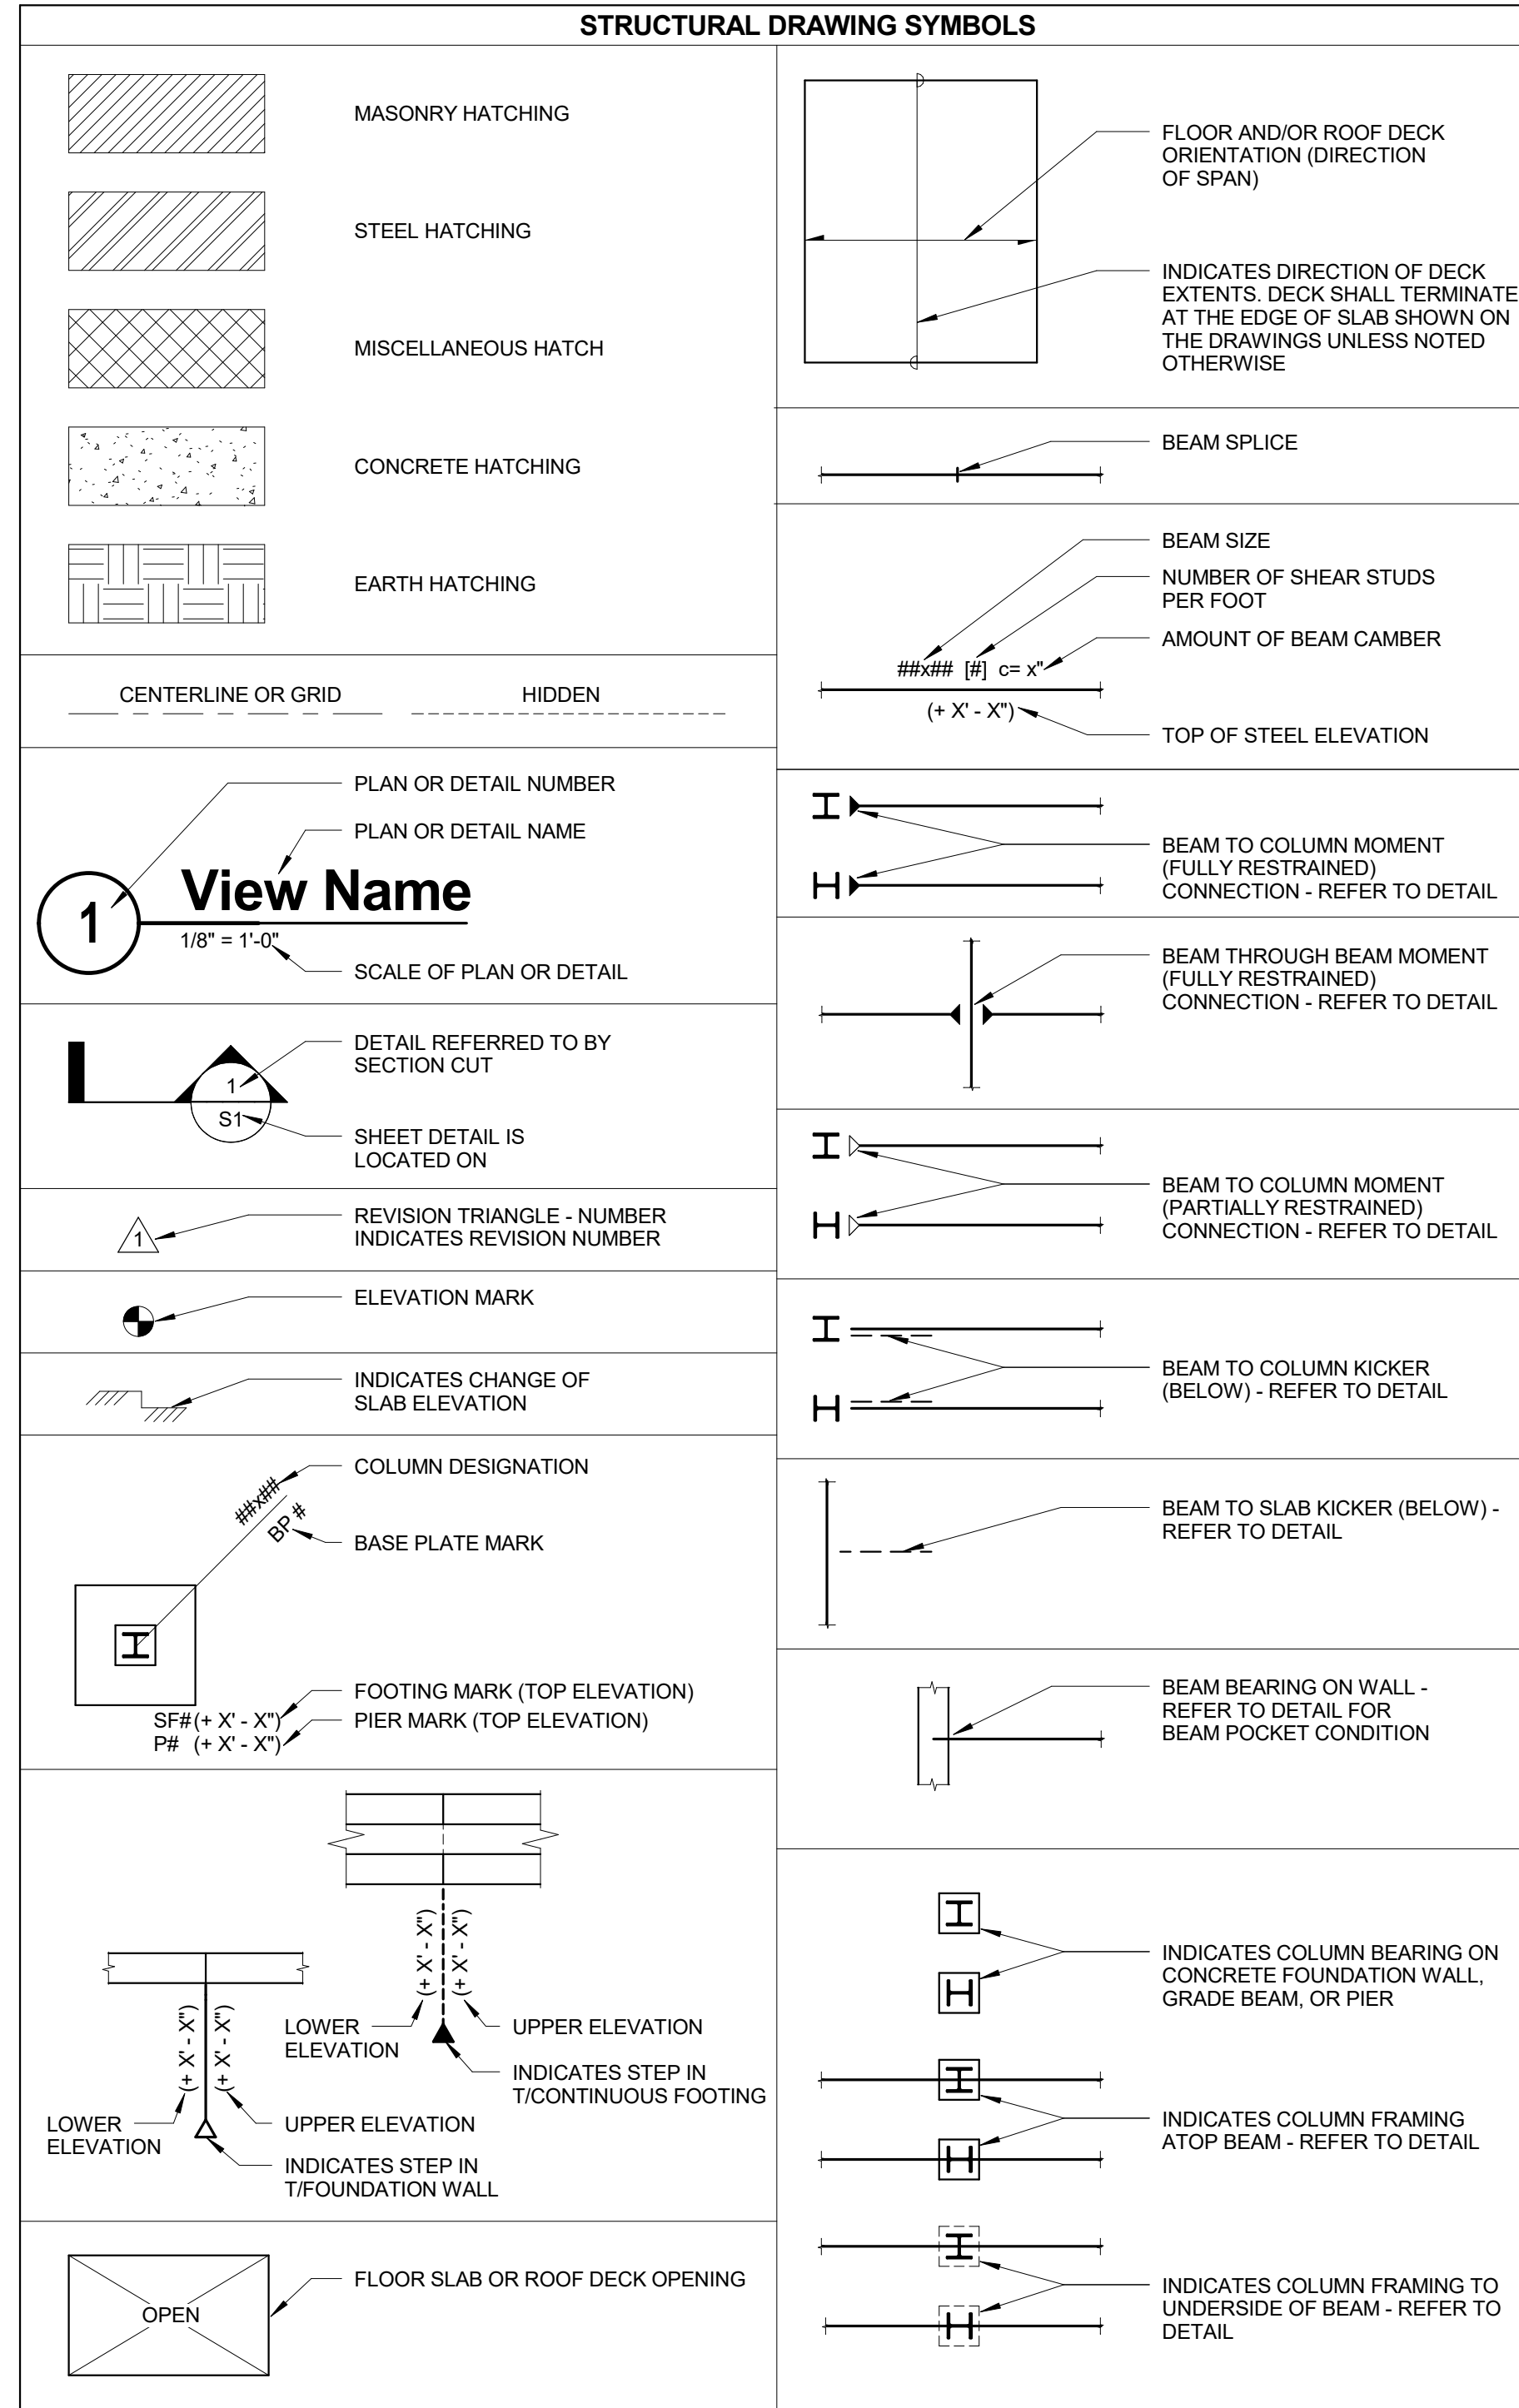 STRUCTURAL DRAWING SYMBOLS
MASONRY HATCHING
STEEL HATCHING
MISCELLANEOUS HATCH
CONCRETE HATCHING
EARTH HATCHING
CENTERLINE OR GRID
HIDDEN
PLAN OR DETAIL NUMBER
PLAN OR DETAIL NAME
1
View Name
1/8" = 1'-0"
SCALE OF PLAN OR DETAIL
DETAIL REFERRED TO BY
SECTION CUT
1
S1
SHEET DETAIL IS
LOCATED ON
REVISION TRIANGLE - NUMBER
INDICATES REVISION NUMBER
1
ELEVATION MARK
INDICATES CHANGE OF
SLAB ELEVATION
COLUMN DESIGNATION
##x##
BP #
BASE PLATE MARK
FOOTING MARK (TOP ELEVATION)
SF# (+ X' - X")
PIER MARK (TOP ELEVATION)
P# (+ X' - X")
(+ X' - X")
(+ X' - X")
LOWER
ELEVATION
UPPER ELEVATION
INDICATES STEP IN
T/CONTINUOUS FOOTING
(+ X' - X")
(+ X' - X")
LOWER
ELEVATION
UPPER ELEVATION
INDICATES STEP IN
T/FOUNDATION WALL
OPEN
FLOOR SLAB OR ROOF DECK OPENING
FLOOR AND/OR ROOF DECK
ORIENTATION (DIRECTION
OF SPAN)
INDICATES DIRECTION OF DECK
EXTENTS. DECK SHALL TERMINATE
AT THE EDGE OF SLAB SHOWN ON
THE DRAWINGS UNLESS NOTED
OTHERWISE
BEAM SPLICE
BEAM SIZE
NUMBER OF SHEAR STUDS
PER FOOT
AMOUNT OF BEAM CAMBER
##x## [#] c= x"
(+ X' - X")
TOP OF STEEL ELEVATION
BEAM TO COLUMN MOMENT
(FULLY RESTRAINED)
CONNECTION - REFER TO DETAIL
BEAM THROUGH BEAM MOMENT
(FULLY RESTRAINED)
CONNECTION - REFER TO DETAIL
BEAM TO COLUMN MOMENT
(PARTIALLY RESTRAINED)
CONNECTION - REFER TO DETAIL
BEAM TO COLUMN KICKER
(BELOW) - REFER TO DETAIL
BEAM TO SLAB KICKER (BELOW) -
REFER TO DETAIL
BEAM BEARING ON WALL -
REFER TO DETAIL FOR
BEAM POCKET CONDITION
INDICATES COLUMN BEARING ON
CONCRETE FOUNDATION WALL,
GRADE BEAM, OR PIER
INDICATES COLUMN FRAMING
ATOP BEAM - REFER TO DETAIL
INDICATES COLUMN FRAMING TO
UNDERSIDE OF BEAM - REFER TO
DETAIL